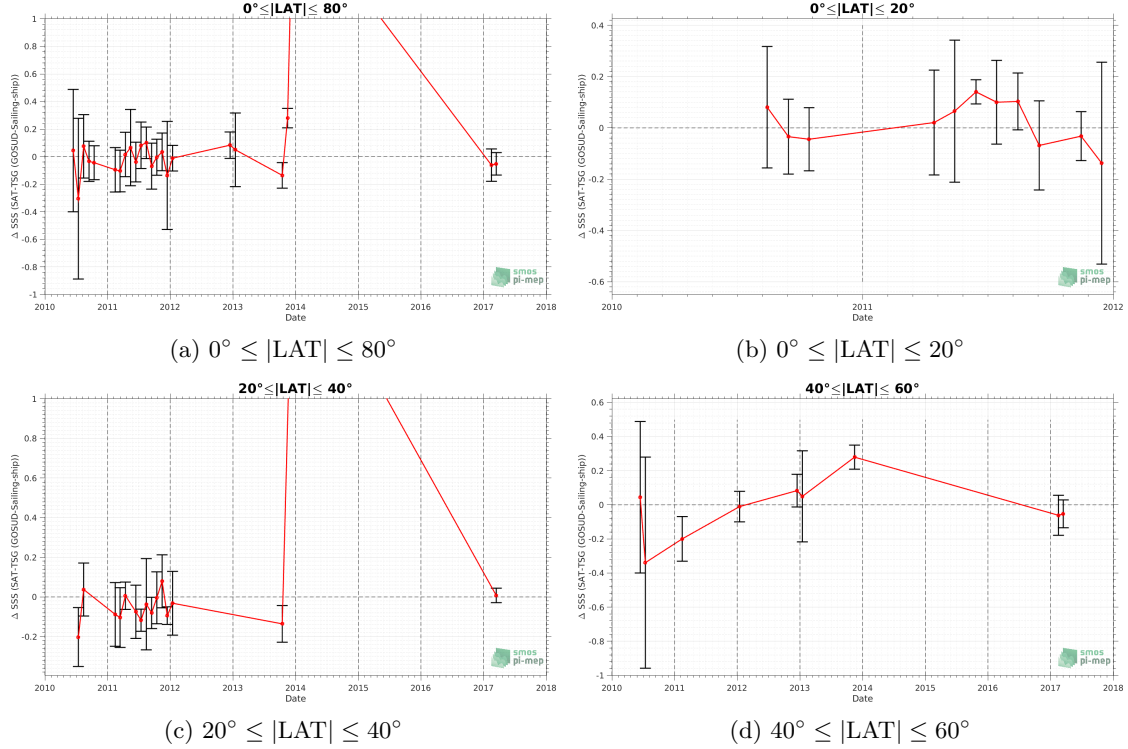 0°≤|LAT|≤ 80°
Δ SSS (SAT-TSG (GOSUD-Sailing-ship))
1
0.8
0.6
0.4
0.2
0
-0.2
-0.4
-0.6
-0.8
-1
2010 2011 2012 2013 2014 2015 2016 2017 2018
Date
smos
pi-mep
(a) 0° ≤ |LAT| ≤ 80°
0°≤|LAT|≤ 20°
Δ SSS (SAT-TSG (GOSUD-Sailing-ship))
0.4
0.2
0
-0.2
-0.4
-0.6
2010 2011 2012
Date
smos
pi-mep
(b) 0° ≤ |LAT| ≤ 20°
20°≤|LAT|≤ 40°
Δ SSS (SAT-TSG (GOSUD-Sailing-ship))
1
0.8
0.6
0.4
0.2
0
-0.2
2010 2011 2012 2013 2014 2015 2016 2017 2018
Date
smos
pi-mep
(c) 20° ≤ |LAT| ≤ 40°
40°≤|LAT|≤ 60°
Δ SSS (SAT-TSG (GOSUD-Sailing-ship))
0.6
0.4
0.2
0
-0.2
-0.4
-0.6
-0.8
-1
2010 2011 2012 2013 2014 2015 2016 2017 2018
Date
smos
pi-mep
(d) 40° ≤ |LAT| ≤ 60°